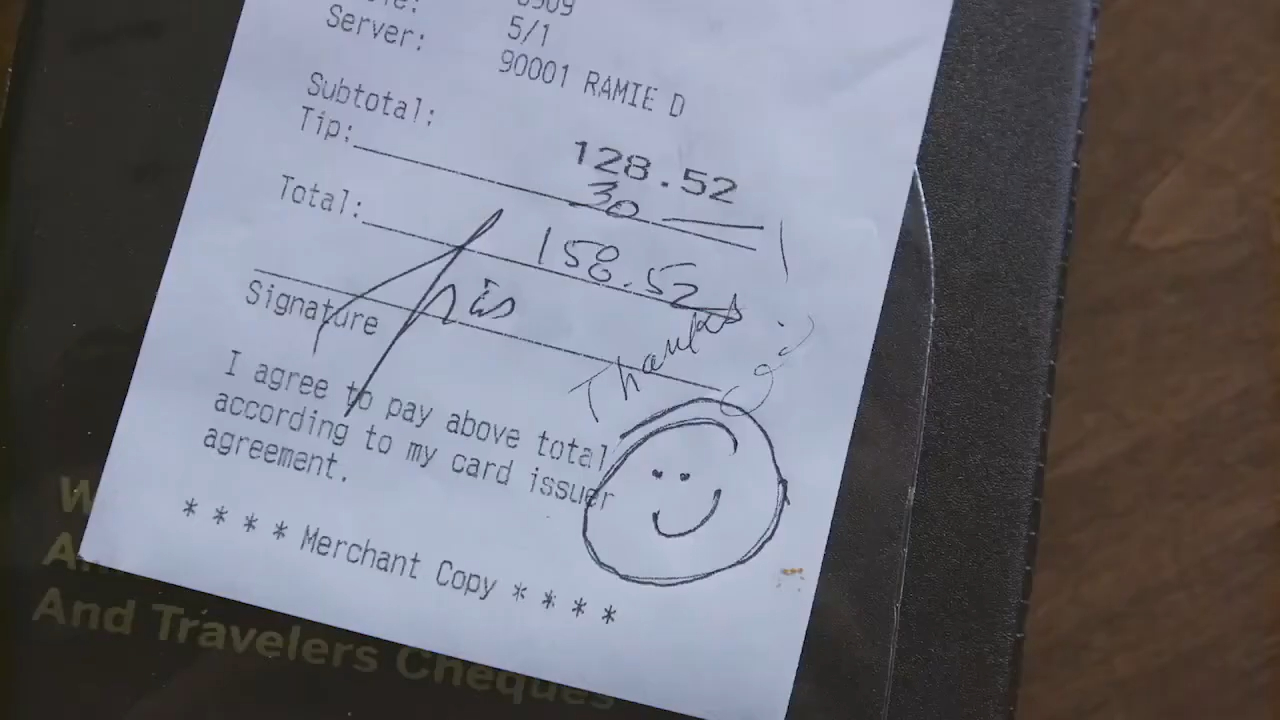 5/1
Server: 90001 RAMIE D
Subtotal: 128.52
Tip: 30
Total: 158.52
Thanks
Signature
I agree to pay above total
according to my card issuer
agreement.
* * * * Merchant Copy * * * *
And Travelers Cheques